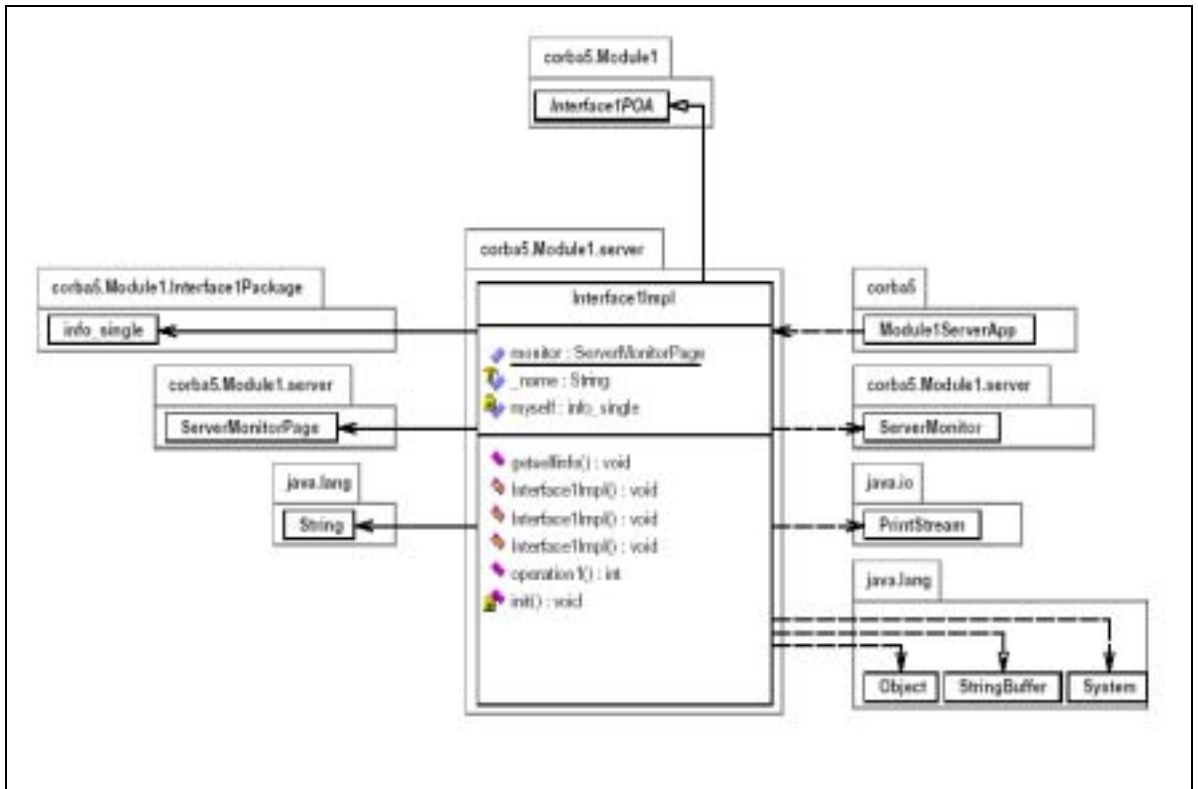 corba5.Module1
Interface1POA
corba5.Module1.server
Interface1Impl
monitor : ServerMonitorPage
_name : String
myself : info_single
getselfinfo() : void
Interface1Impl() : void
Interface1Impl() : void
Interface1Impl() : void
operation1() : int
init() : void
corba5.Module1.Interface1Package
info_single
corba5.Module1.server
ServerMonitorPage
java.lang
String
corba5
Module1ServerApp
corba5.Module1.server
ServerMonitor
java.io
PrintStream
java.lang
Object
StringBuffer
System